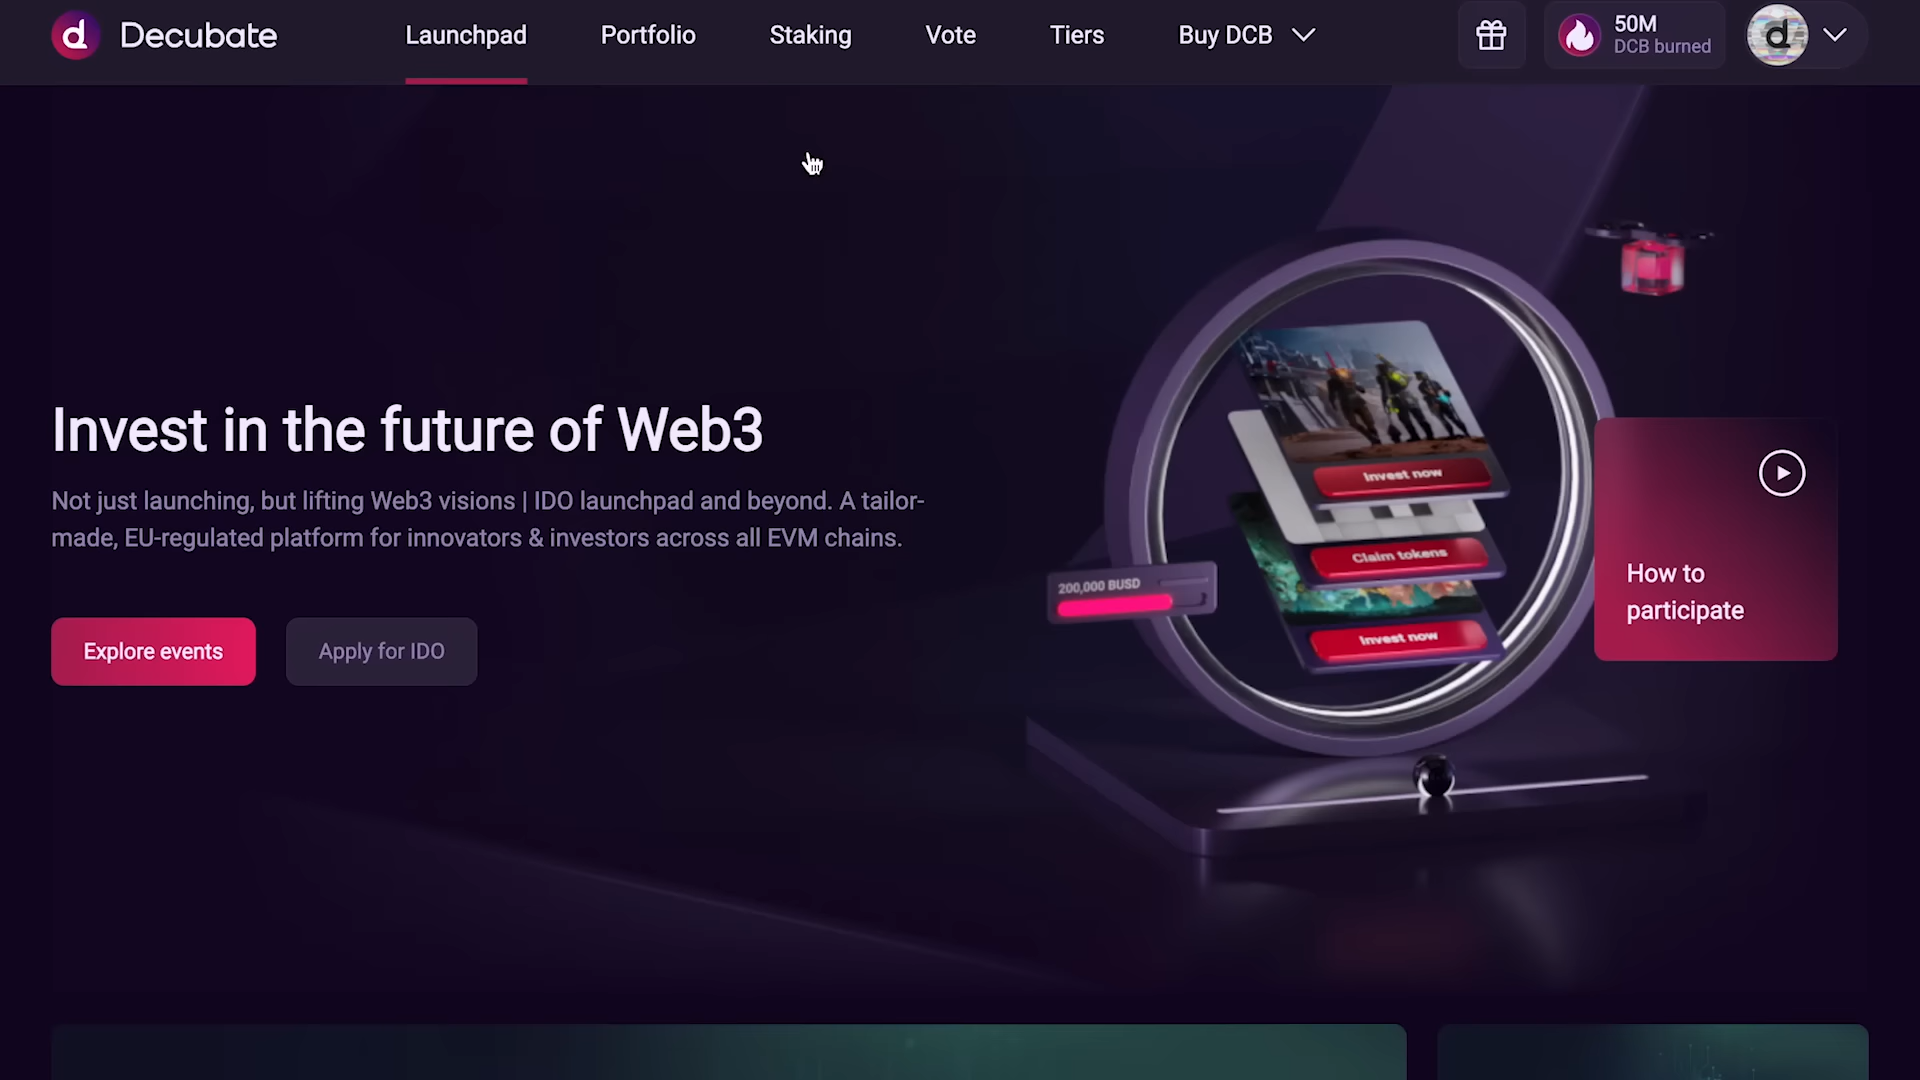 Decubate
Launchpad
Portfolio
Staking
Vote
Tiers
Buy DCB
50M
DCB burned
Invest in the future of Web3
Not just launching, but lifting Web3 visions | IDO launchpad and beyond. A tailor-
made, EU-regulated platform for innovators & investors across all EVM chains.
Explore events
Apply for IDO
Invest now
Claim tokens
200,000 BUSD
Invest now
How to
participate